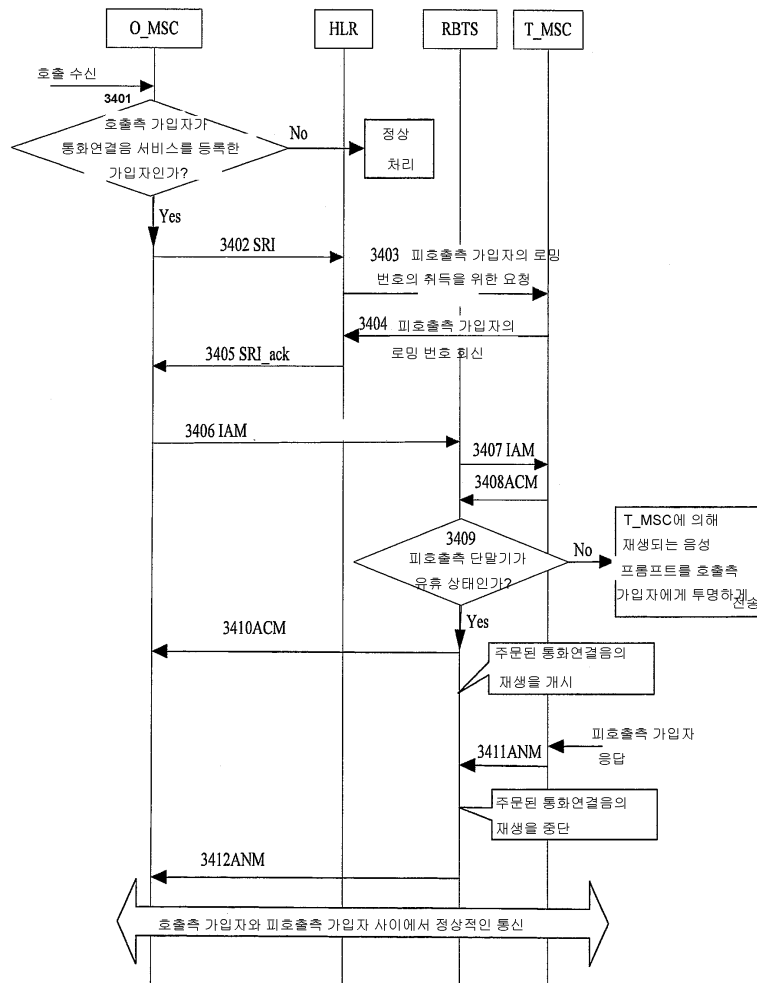 O_MSC
HLR
RBTS
T_MSC
호출 수신
3401
호출측 가입자가
통화연결음 서비스를 등록한
가입자인가?
No
정상
처리
Yes
3402 SRI
3403 피호출측 가입자의 로밍
번호의 취득을 위한 요청
3404 피호출측 가입자의
로밍 번호 회신
3405 SRI_ack
3406 IAM
3407 IAM
3408ACM
3409
피호출측 단말기가
유휴 상태인가?
No
T_MSC에 의해
재생되는 음성
프롬프트를 호출측
가입자에게 투명하게
전송
Yes
3410ACM
주문된 통화연결음의
재생을 개시
피호출측 가입자
응답
3411ANM
주문된 통화연결음의
재생을 중단
3412ANM
호출측 가입자와 피호출측 가입자 사이에서 정상적인 통신